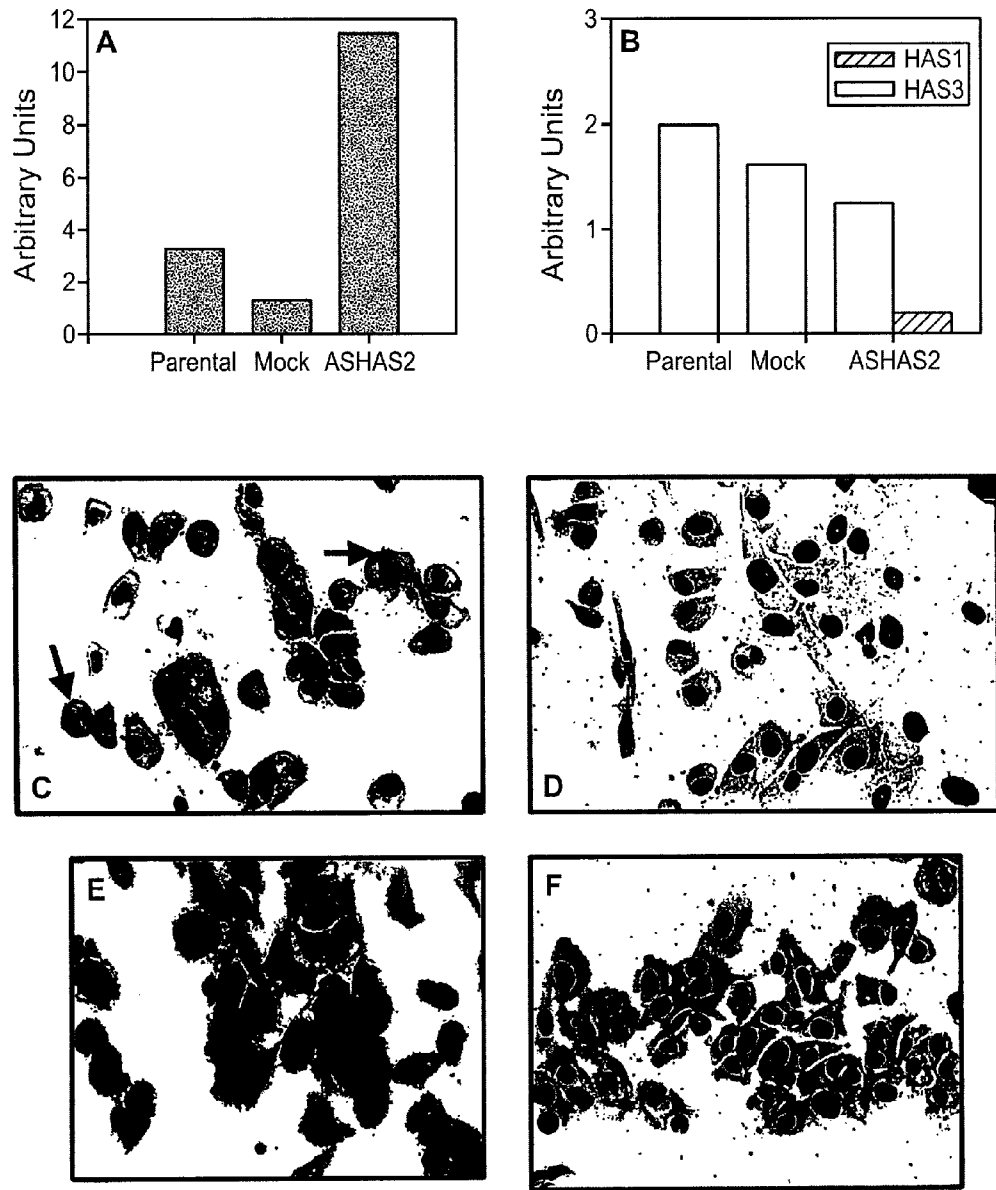 A
Arbitrary Units
12
10
8
6
4
2
0
Parental Mock ASHAS2
B
Arbitrary Units
3
2
1
0
HAS1
HAS3
Parental Mock ASHAS2
C
D
E
F